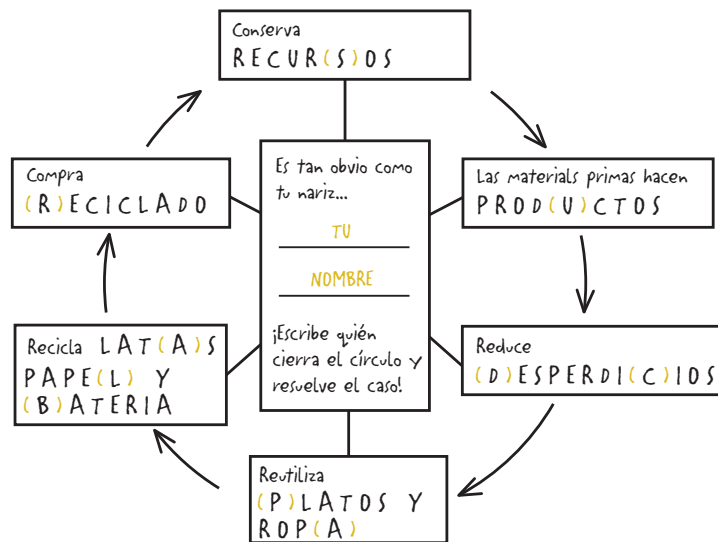 Conserva
RECUR(S)OS
Las materials primas hacen
PROD(U)CTOS
Reduce
(D)ESPERDI(C)IOS
Reutiliza
(P)LATOS Y
ROP(A)
Recicla LAT(A)S
PAPE(L) Y
(B)ATERIA
Compra
(R)ECICLADO
Es tan obvio como
tu nariz...
TU
NOMBRE
¡Escribe quién
cierra el círculo y
resuelve el caso!